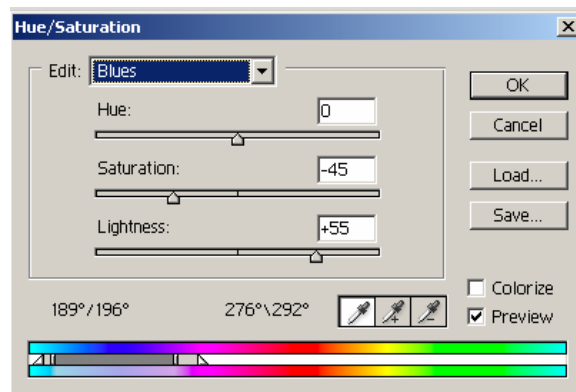 Hue/Saturation
Edit: Blues
OK
Hue: 0
Cancel
Saturation: -45
Load...
Lightness: +55
Save...
Colorize
189°/196° 276°\292° Preview